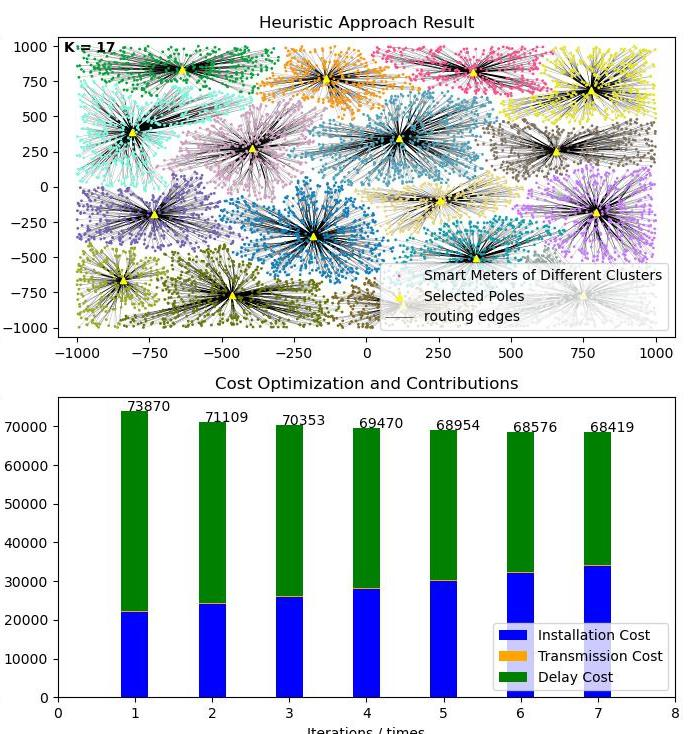 Heuristic Approach Result
K = 17
1000
750
500
250
0
−250
−500
−750
−1000
Smart Meters of Different Clusters
Selected Poles
routing edges
−1000 −750 −500 −250 0 250 500 750 1000
Cost Optimization and Contributions
73870 71109 70353 69470 68954 68576 68419
70000
60000
50000
40000
30000
20000
10000
0
Installation Cost
Transmission Cost
Delay Cost
0 1 2 3 4 5 6 7 8
Iterations / times